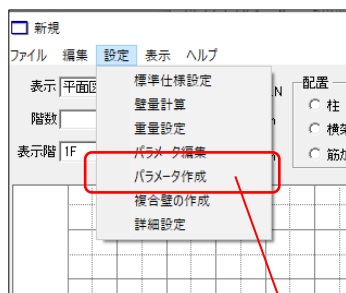 新規
ファイル 編集 設定 表示 ヘルプ
表示 平面図
階数
表示階 1F
標準仕様設定
壁量計算
重量設定
パラメータ編集
パラメータ作成
複合壁の作成
詳細設定
N
配置
柱
横架
筋加